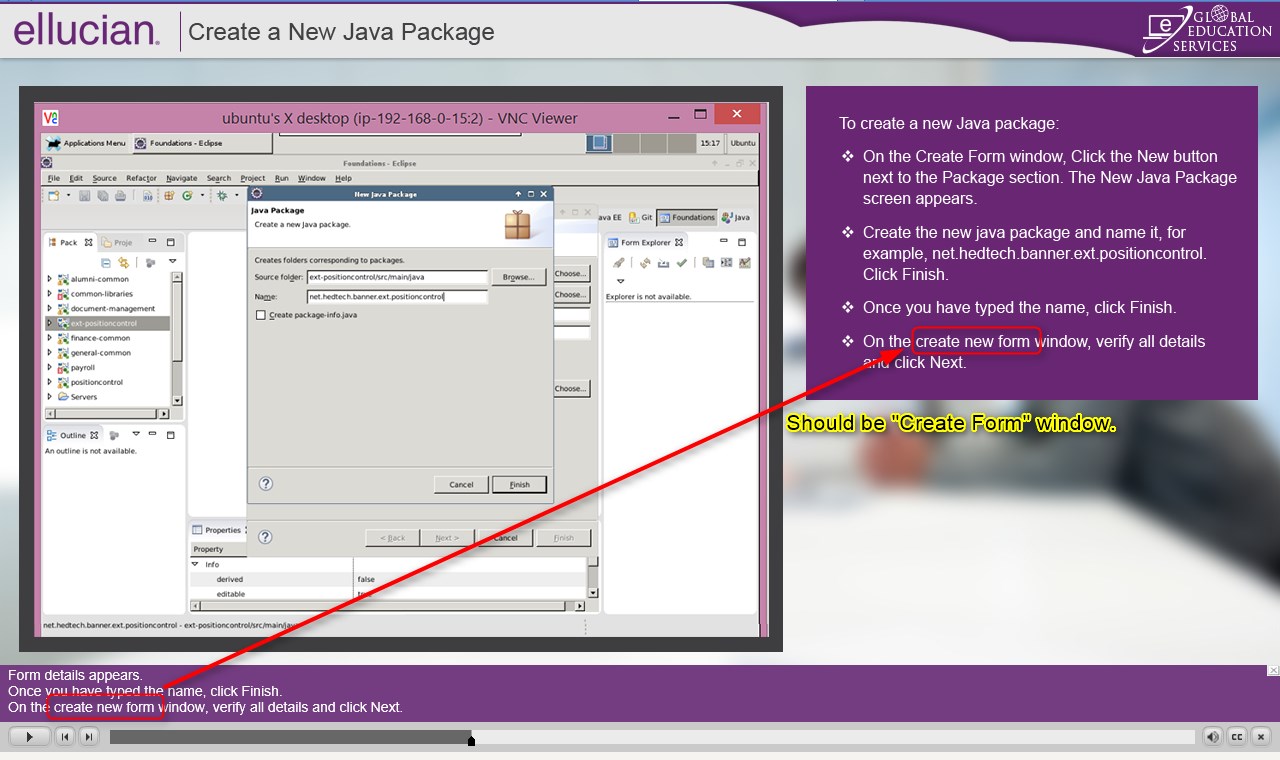 ellucian.
Create a New Java Package
GLOBAL
EDUCATION
SERVICES
e
ubuntu's X desktop (ip-192-168-0-15:2) - VNC Viewer
Applications Menu
Foundations - Eclipse
15:17
Ubuntu
Foundations - Eclipse
File Edit Source Refactor Navigate Search Project Run Window Help
Java EE Git Foundations Java
Pack
Proje
alumni-common
common-libraries
document-management
ext-positioncontrol
finance-common
general-common
payroll
positioncontrol
Servers
Outline
An outline is not available.
New Java Package
Java Package
Create a new Java package.
Creates folders corresponding to packages.
Source folder: ext-positioncontrol/src/main/java Browse...
Name: net.hedtech.banner.ext.positioncontrol
Create package-info.java
Cancel Finish
Choose...
Choose...
Choose...
< Back Next > Cancel Finish
Form Explorer
Explorer is not available.
Properties
Property
Info
derived false
editable true
net.hedtech.banner.ext.positioncontrol - ext-positioncontrol/src/main/java
To create a new Java package:
❖ On the Create Form window, Click the New button
next to the Package section. The New Java Package
screen appears.
❖ Create the new java package and name it, for
example, net.hedtech.banner.ext.positioncontrol.
Click Finish.
❖ Once you have typed the name, click Finish.
❖ On the create new form window, verify all details
and click Next.
Should be "Create Form" window.
Form details appears.
Once you have typed the name, click Finish.
On the create new form window, verify all details and click Next.
CC